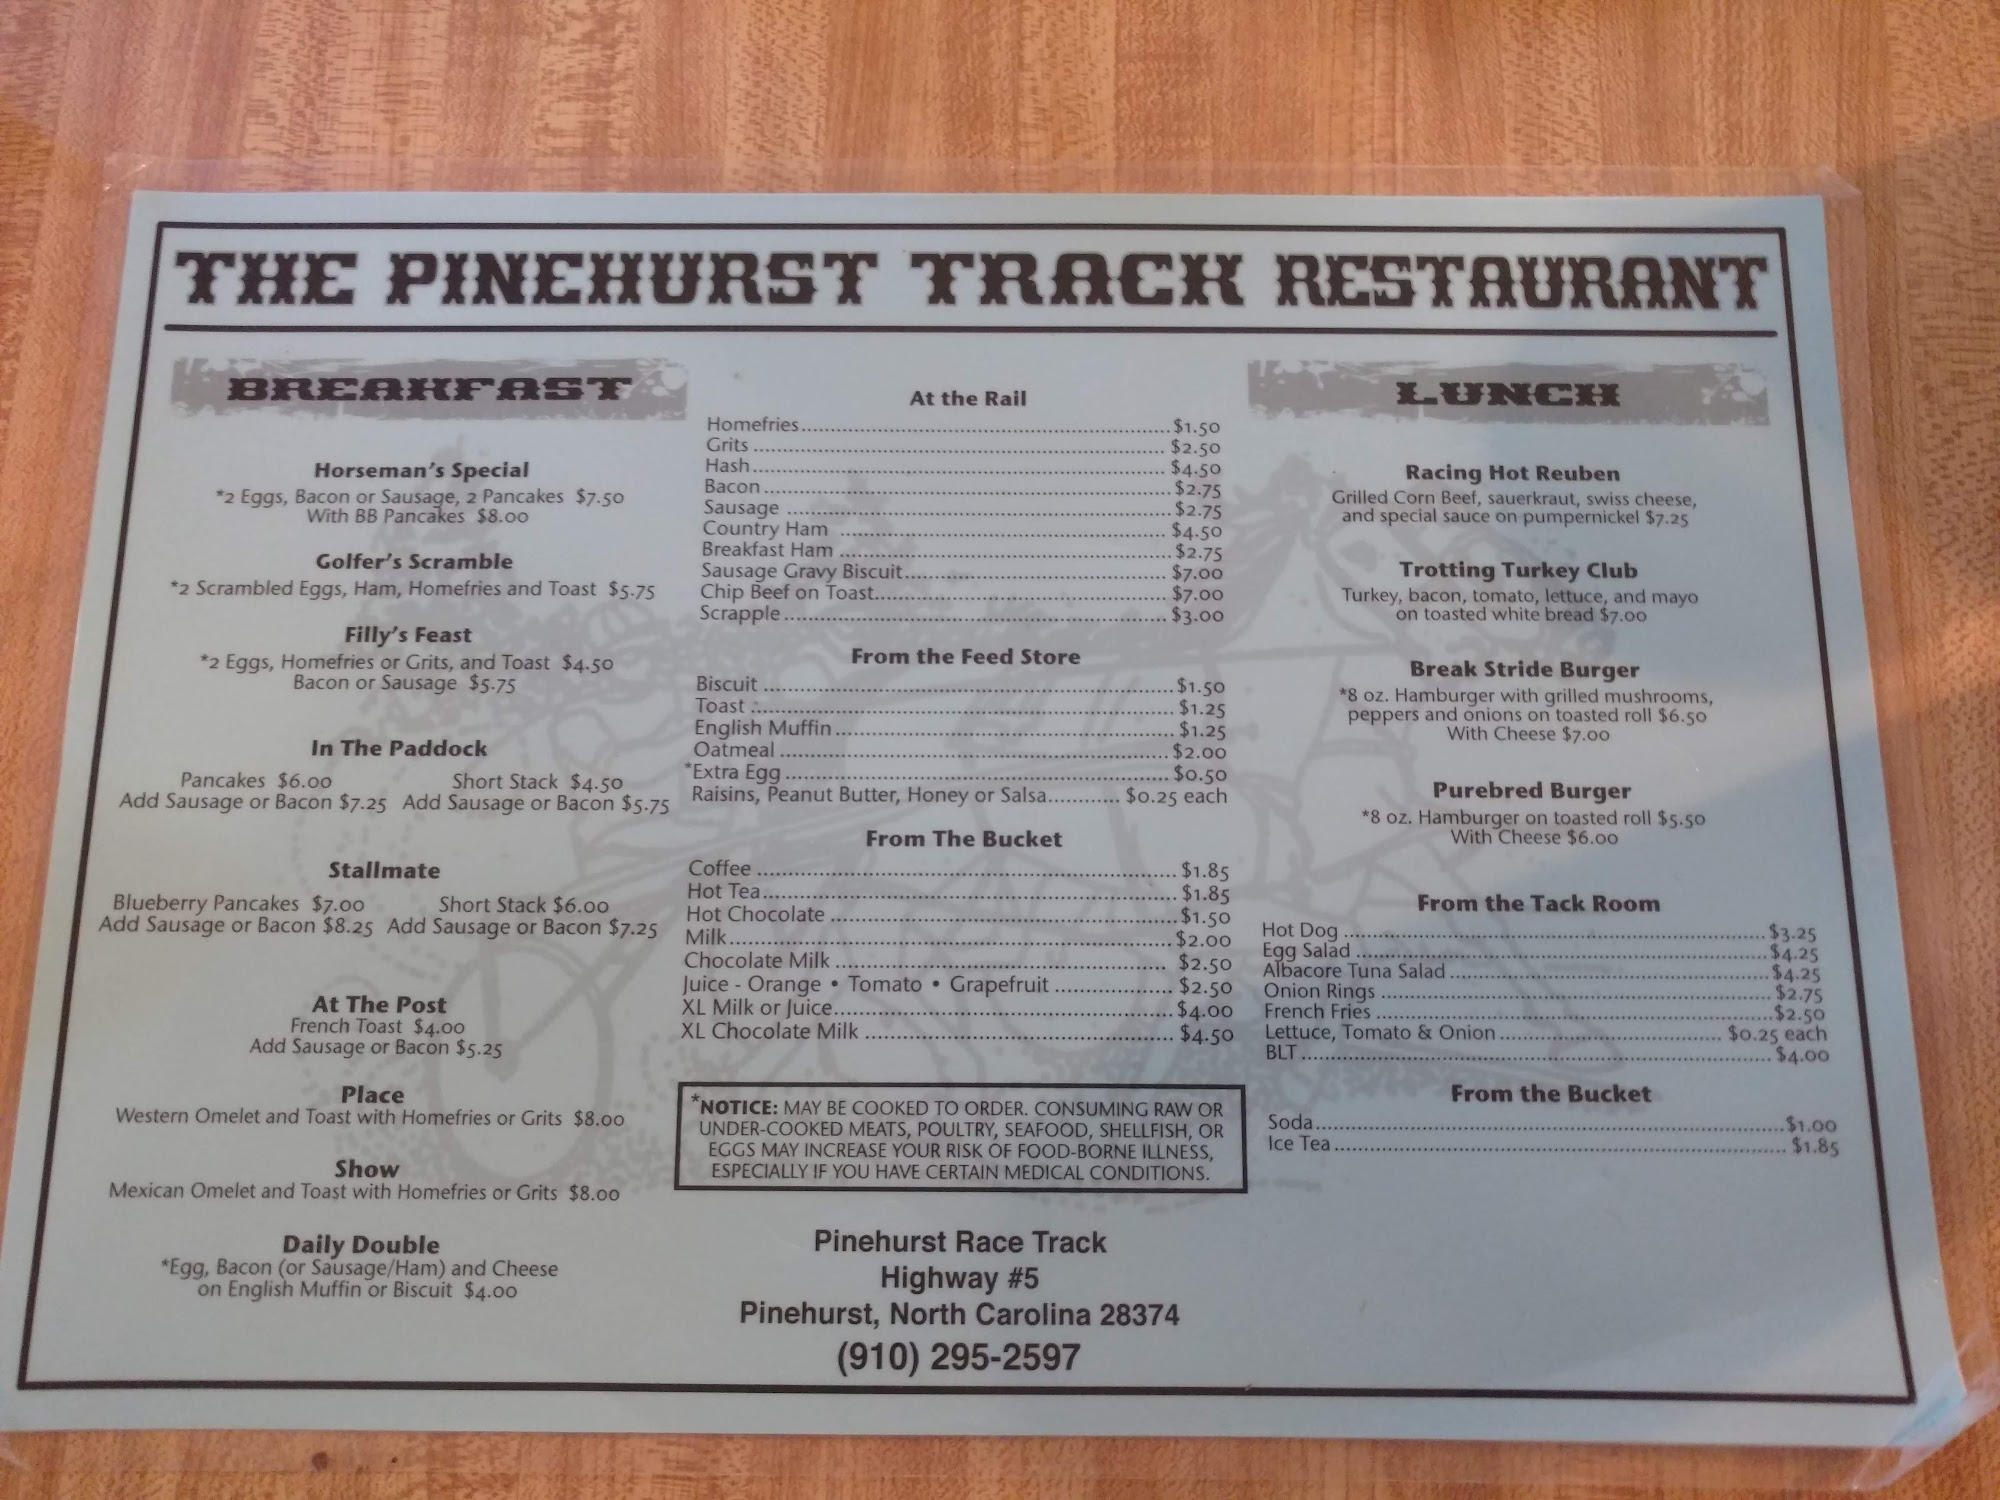 THE PINEHURST TRACK RESTAURANT
BREAKFAST
Horseman's Special
*2 Eggs, Bacon or Sausage, 2 Pancakes $7.50
With BB Pancakes $8.00
Golfer's Scramble
*2 Scrambled Eggs, Ham, Homefries and Toast $5.75
Filly's Feast
*2 Eggs, Homefries or Grits, and Toast $4.50
Bacon or Sausage $5.75
In The Paddock
Pancakes $6.00 Short Stack $4.50
Add Sausage or Bacon $7.25 Add Sausage or Bacon $5.75
Stallmate
Blueberry Pancakes $7.00 Short Stack $6.00
Add Sausage or Bacon $8.25 Add Sausage or Bacon $7.25
At The Post
French Toast $4.00
Add Sausage or Bacon $5.25
Place
Western Omelet and Toast with Homefries or Grits $8.00
Show
Mexican Omelet and Toast with Homefries or Grits $8.00
Daily Double
*Egg, Bacon (or Sausage/Ham) and Cheese
on English Muffin or Biscuit $4.00
At the Rail
Homefries $1.50
Grits $2.50
Hash $4.50
Bacon $2.75
Sausage $2.75
Country Ham $4.50
Breakfast Ham $2.75
Sausage Gravy Biscuit $7.00
Chip Beef on Toast $7.00
Scrapple $3.00
From the Feed Store
Biscuit $1.50
Toast $1.25
English Muffin $1.25
Oatmeal $2.00
*Extra Egg $0.50
Raisins, Peanut Butter, Honey or Salsa $0.25 each
From The Bucket
Coffee $1.85
Hot Tea $1.85
Hot Chocolate $1.50
Milk $2.00
Chocolate Milk $2.50
Juice - Orange • Tomato • Grapefruit $2.50
XL Milk or Juice $4.00
XL Chocolate Milk $4.50
*NOTICE: MAY BE COOKED TO ORDER. CONSUMING RAW OR
UNDER-COOKED MEATS, POULTRY, SEAFOOD, SHELLFISH, OR
EGGS MAY INCREASE YOUR RISK OF FOOD-BORNE ILLNESS,
ESPECIALLY IF YOU HAVE CERTAIN MEDICAL CONDITIONS.
Pinehurst Race Track
Highway #5
Pinehurst, North Carolina 28374
(910) 295-2597
LUNCH
Racing Hot Reuben
Grilled Corn Beef, sauerkraut, swiss cheese,
and special sauce on pumpernickel $7.25
Trotting Turkey Club
Turkey, bacon, tomato, lettuce, and mayo
on toasted white bread $7.00
Break Stride Burger
*8 oz. Hamburger with grilled mushrooms,
peppers and onions on toasted roll $6.50
With Cheese $7.00
Purebred Burger
*8 oz. Hamburger on toasted roll $5.50
With Cheese $6.00
From the Tack Room
Hot Dog $3.25
Egg Salad $4.25
Albacore Tuna Salad $4.25
Onion Rings $2.75
French Fries $2.50
Lettuce, Tomato & Onion $0.25 each
BLT $4.00
From the Bucket
Soda $1.00
Ice Tea $1.85